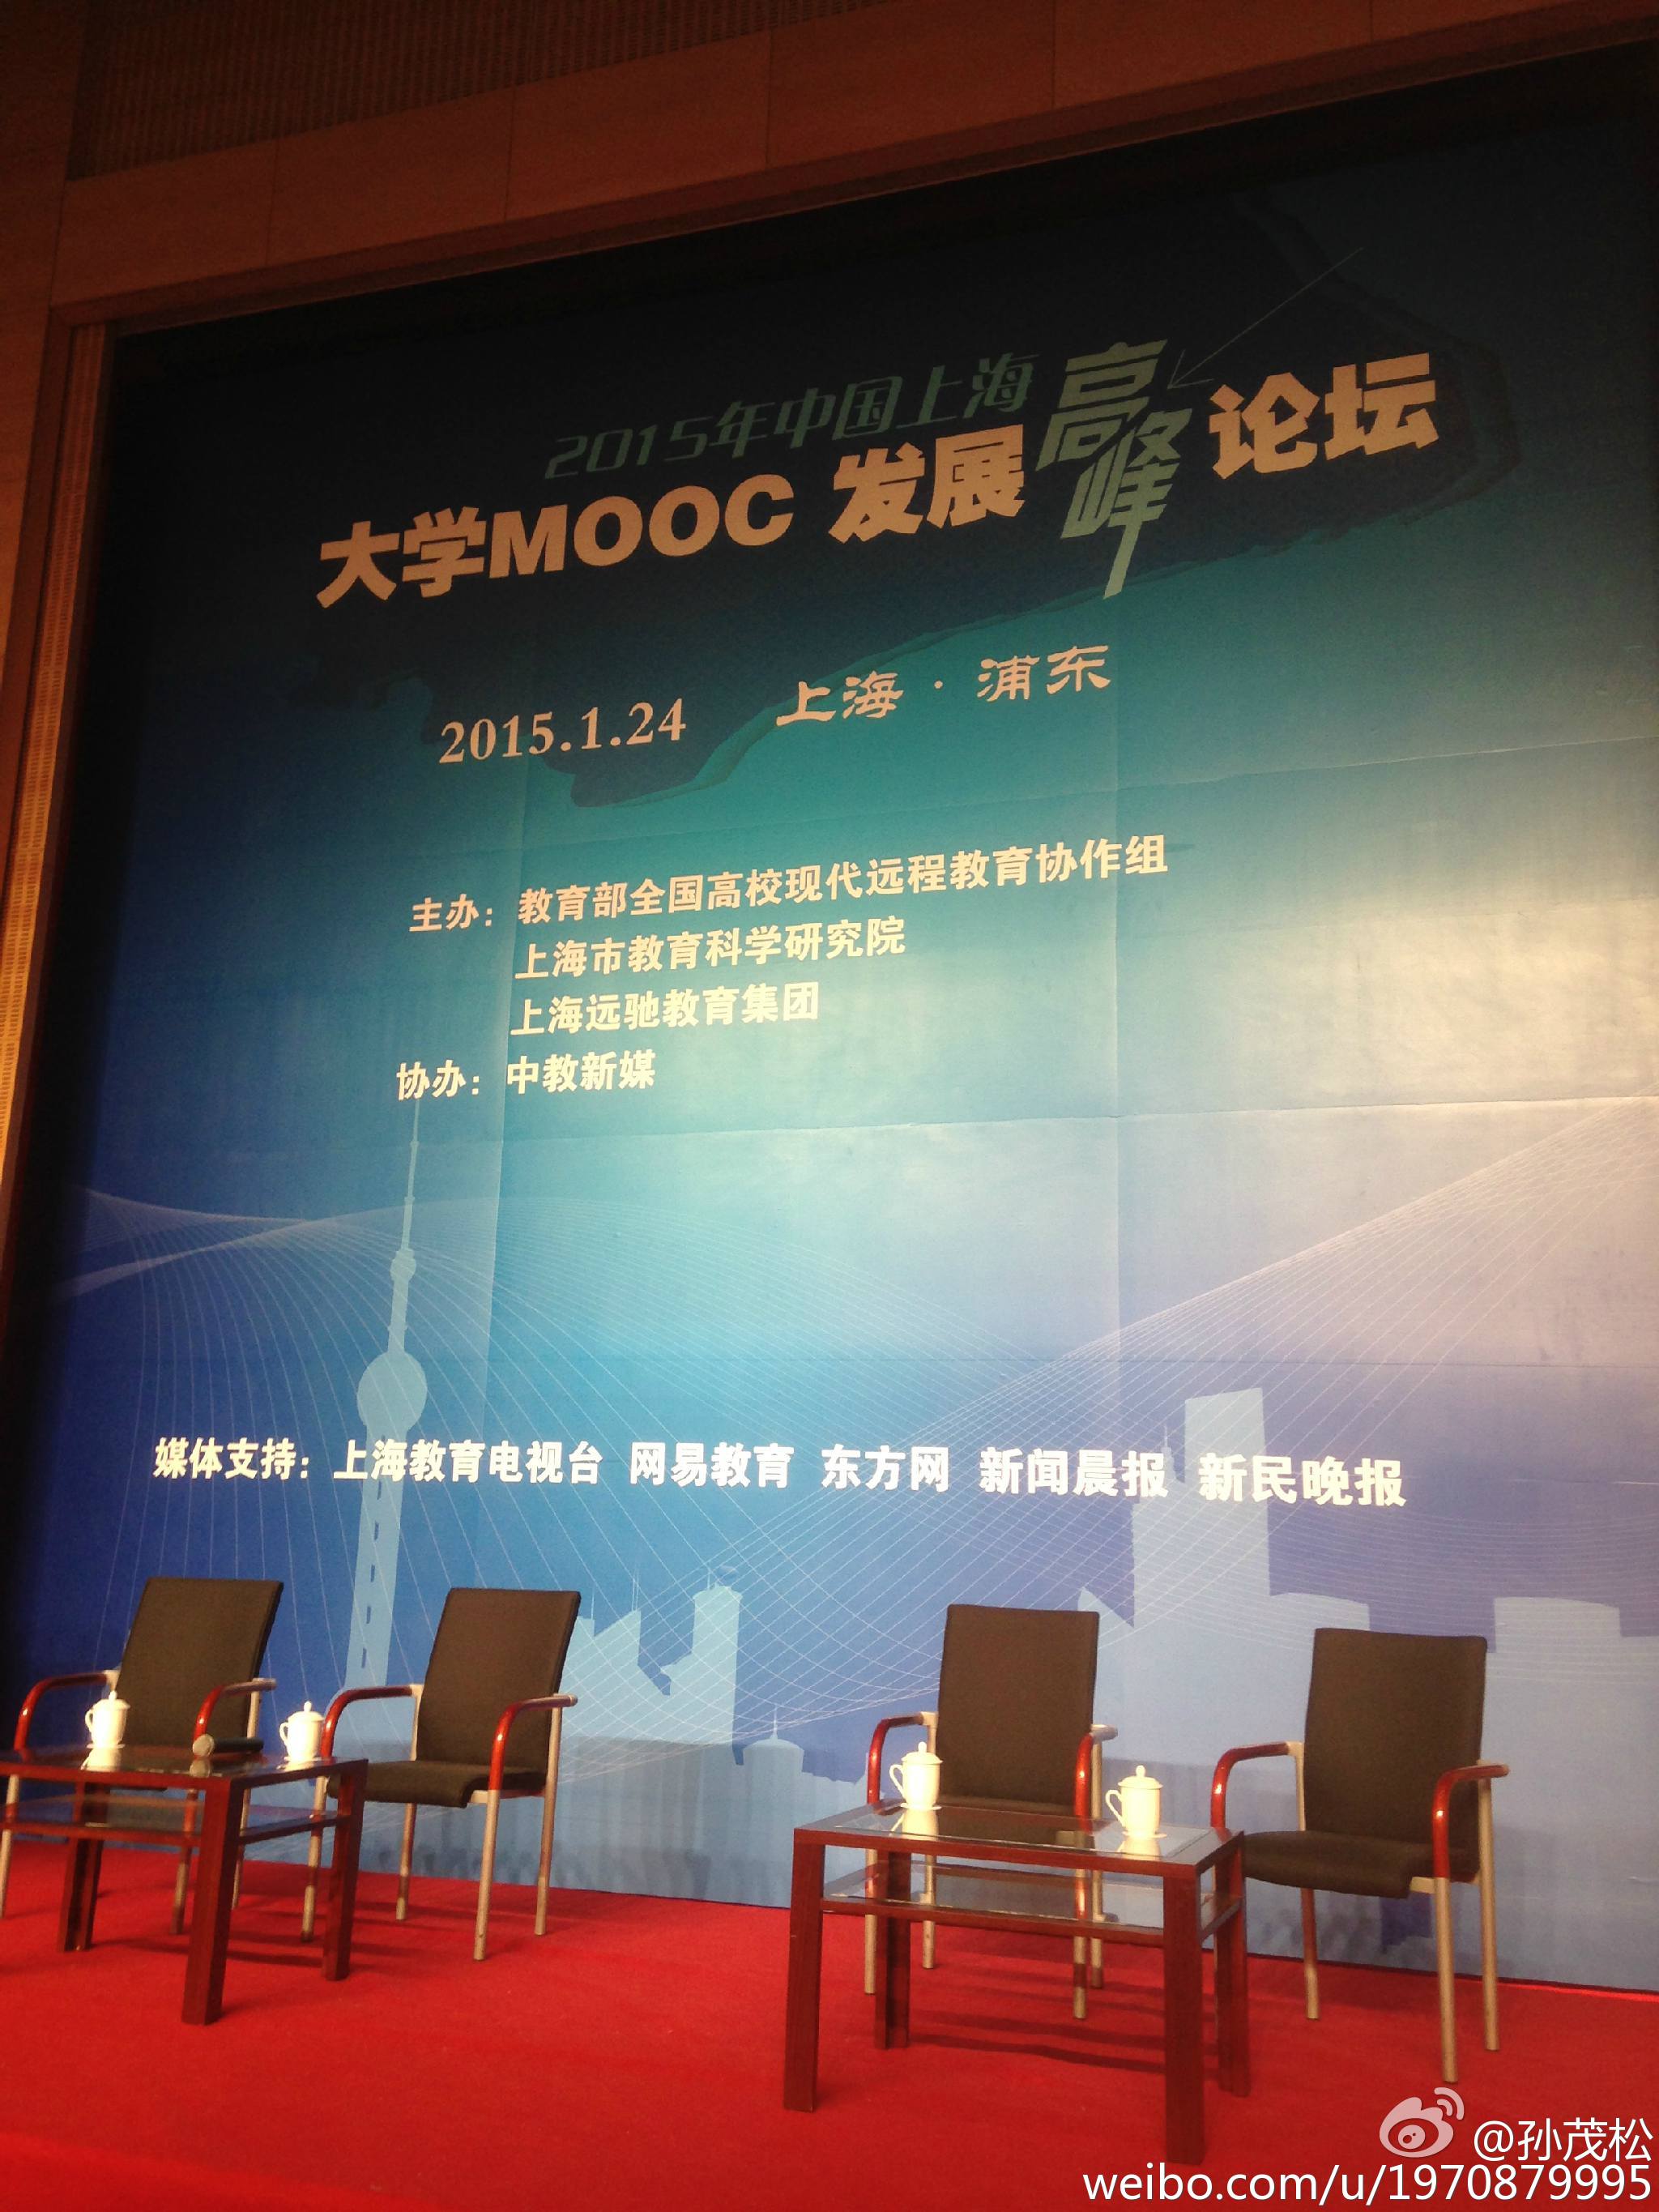 2015年中国上海
大学MOOC 发展高峰论坛
2015.1.24 上海·浦东
主办：教育部全国高校现代远程教育协作组
上海市教育科学研究院
上海远驰教育集团
协办：中教新媒
媒体支持：上海教育电视台 网易教育 东方网 新闻晨报 新民晚报
@孙茂松
weibo.com/u/1970879995